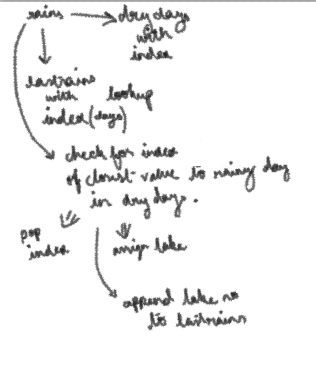 rains
dry days
with
index
lastrains
with lookup
index (days)
check for index
of closest value to rainy day
in dry days.
pop
index
assign lake
append lake no
to lastrains